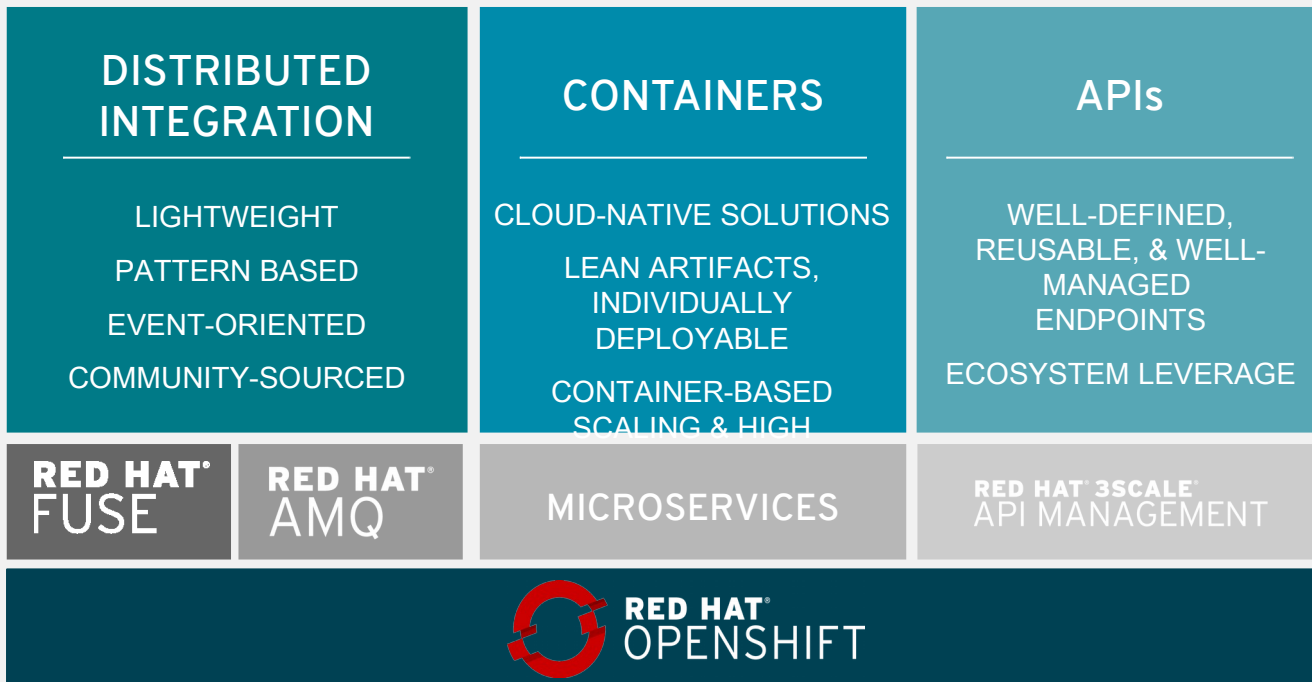 DISTRIBUTED
INTEGRATION
LIGHTWEIGHT
PATTERN BASED
EVENT-ORIENTED
COMMUNITY-SOURCED
CONTAINERS
CLOUD-NATIVE SOLUTIONS
LEAN ARTIFACTS,
INDIVIDUALLY
DEPLOYABLE
CONTAINER-BASED
SCALING & HIGH
APIs
WELL-DEFINED,
REUSABLE, & WELL-
MANAGED
ENDPOINTS
ECOSYSTEM LEVERAGE
RED HAT®
FUSE
RED HAT®
AMQ
MICROSERVICES
RED HAT® 3SCALE®
API MANAGEMENT
RED HAT®
OPENSHIFT